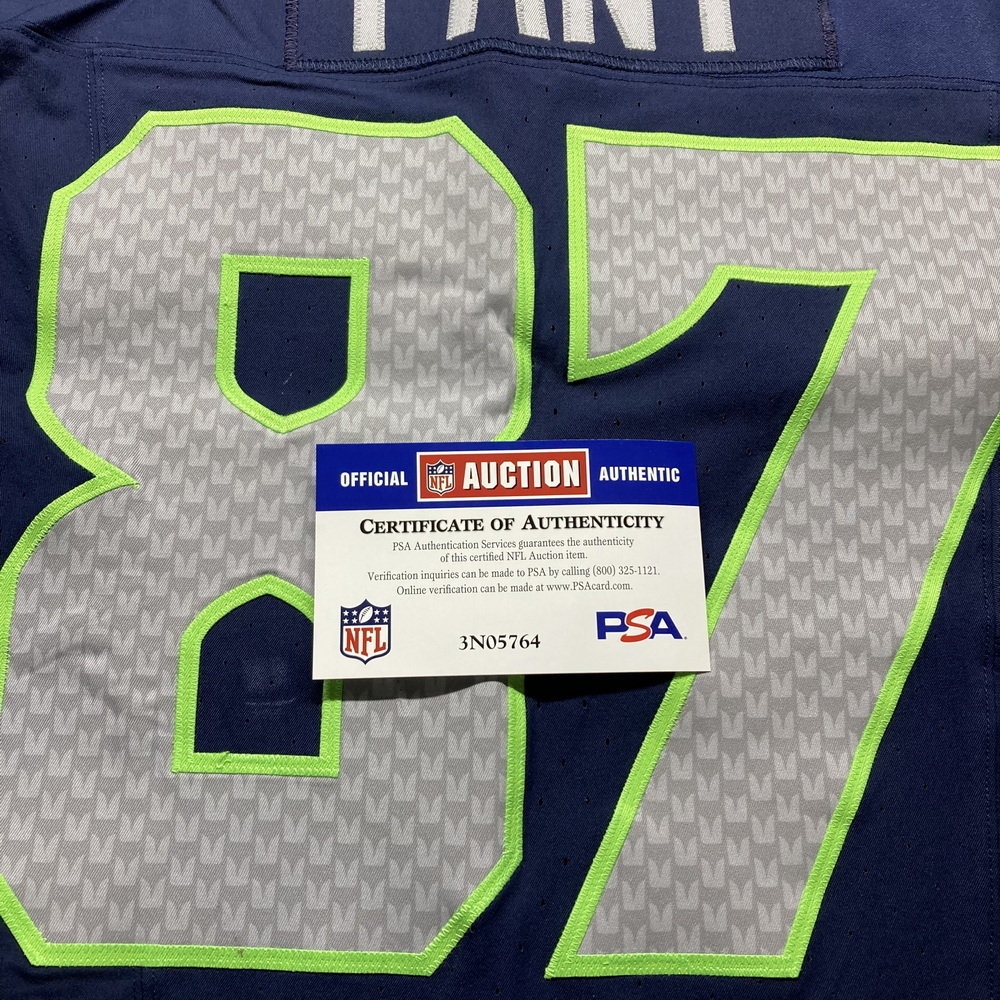 87
OFFICIAL NFL AUCTION AUTHENTIC
CERTIFICATE OF AUTHENTICITY
PSA Authentication Services guarantees the authenticity
of this certified NFL Auction item.
Verification inquiries can be made to PSA by calling (800) 325-1121.
Online verification can be made at www.PSAcard.com.
NFL
3N05764
PSA